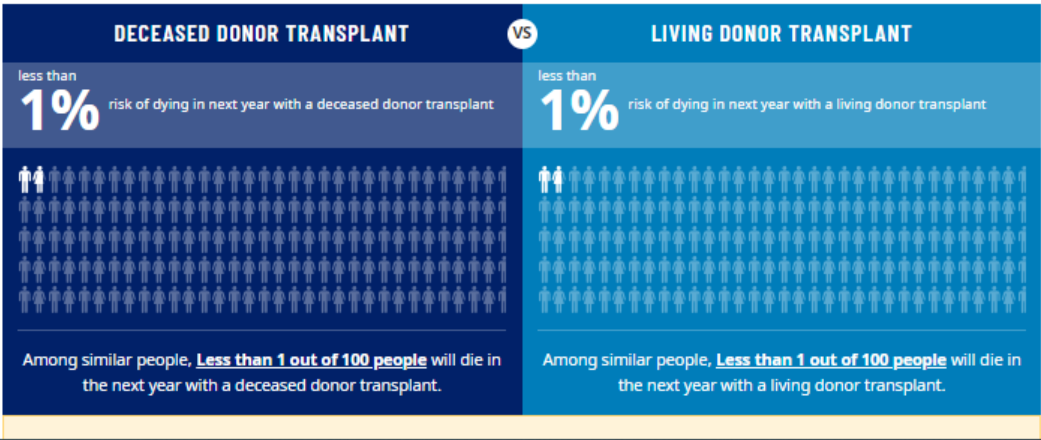 DECEASED DONOR TRANSPLANT
VS
LIVING DONOR TRANSPLANT
less than
1% risk of dying in next year with a deceased donor transplant
less than
1% risk of dying in next year with a living donor transplant
Among similar people, Less than 1 out of 100 people will die in
the next year with a deceased donor transplant.
Among similar people, Less than 1 out of 100 people will die in
the next year with a living donor transplant.